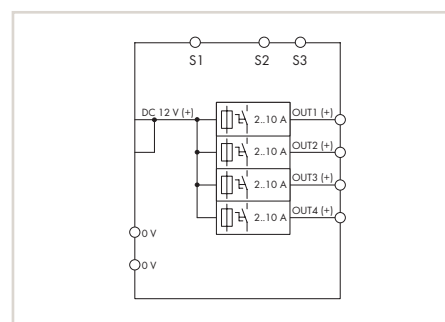 S1 S2 S3
DC 12 V (+) 2..10 A OUT1 (+)
2..10 A OUT2 (+)
2..10 A OUT3 (+)
2..10 A OUT4 (+)
0 V
0 V